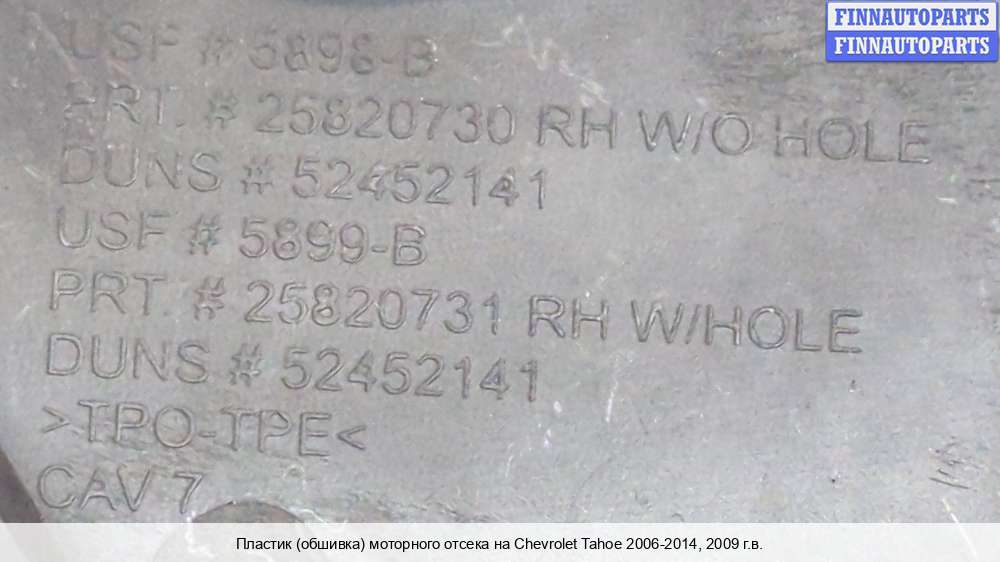 FINNAUTOPARTS
FINNAUTOPARTS
USF # 5898-B
PRT. # 25820730 RH W/O HOLE
DUNS # 52452141
USF # 5899-B
PRT. # 25820731 RH W/HOLE
DUNS # 52452141
>TPO-TPE<
CAV 7
Пластик (обшивка) моторного отсека на Chevrolet Tahoe 2006-2014, 2009 г.в.